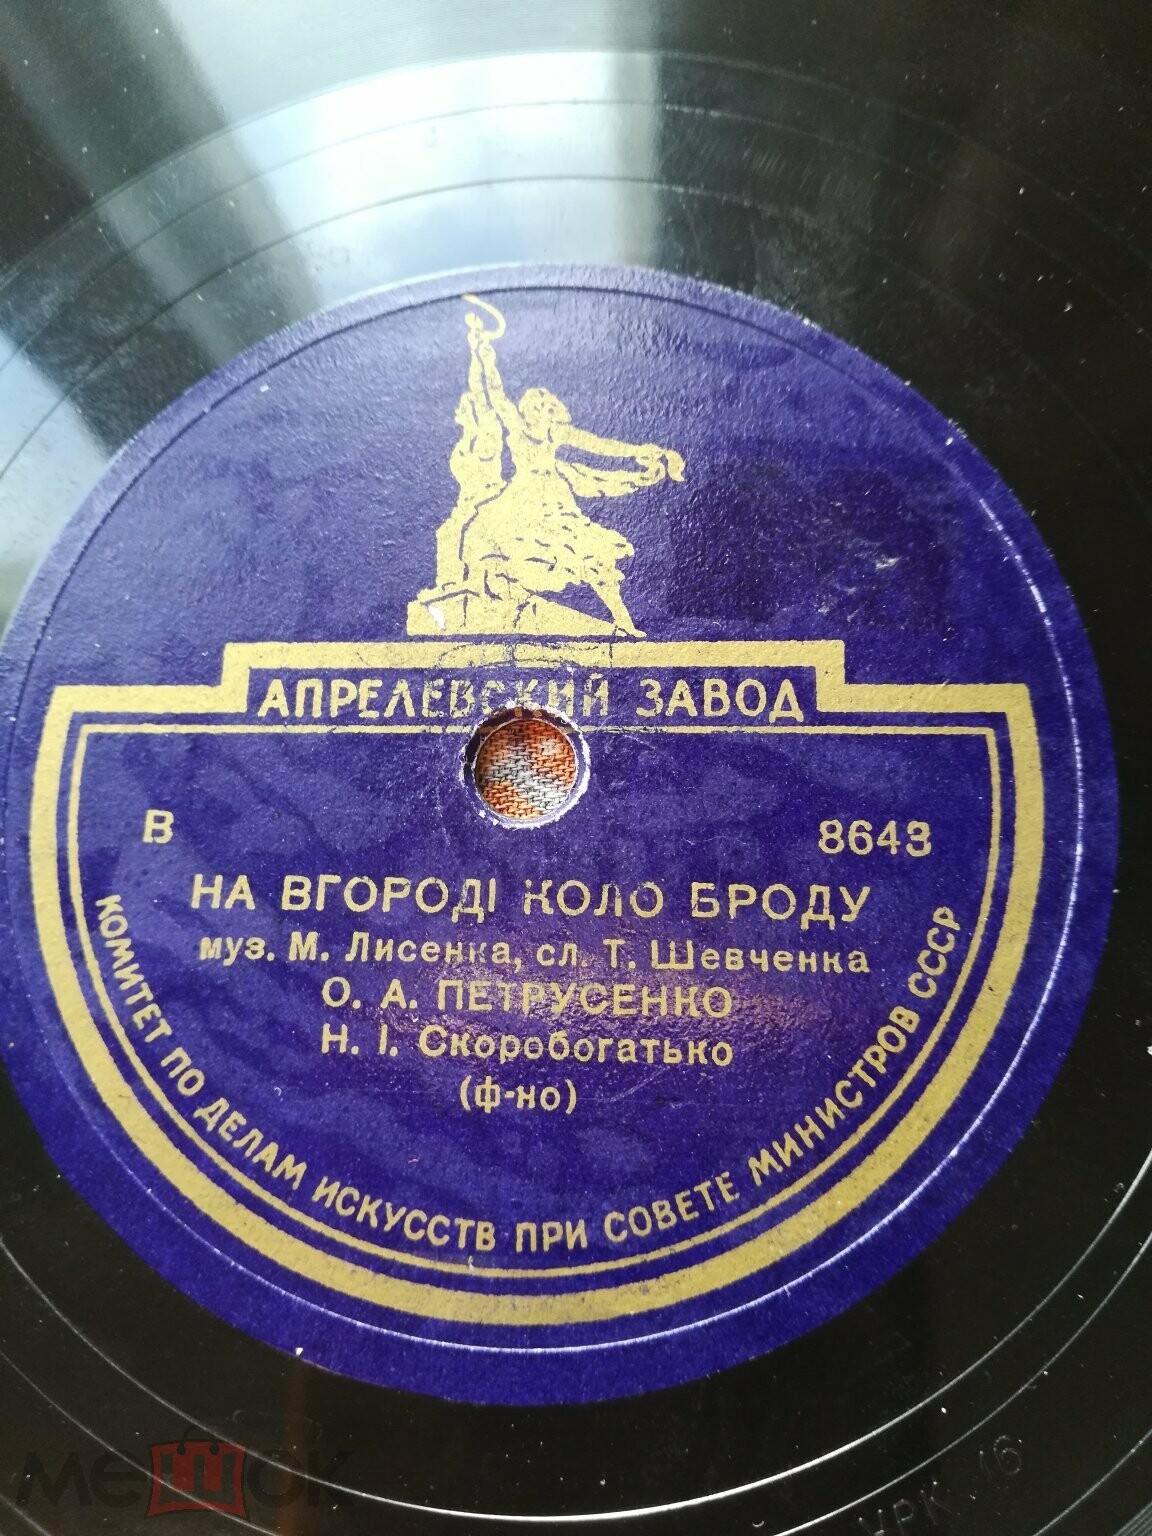 АПРЕЛЕВСКИЙ ЗАВОД
В 8643
НА ВГОРОДІ КОЛО БРОДУ
муз. М. Лисенка, сл. Т. Шевченка
О. А. ПЕТРУСЕНКО
Н. І. Скоробогатько
(ф-но)
КОМИТЕТ ПО ДЕЛАМ ИСКУССТВ ПРИ СОВЕТЕ МИНИСТРОВ СССР
мешок